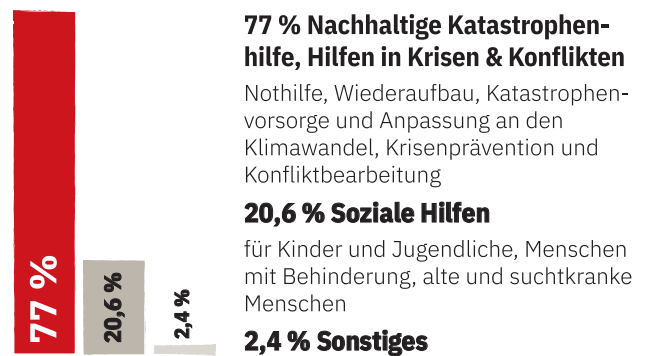 77 %
20,6 %
2,4 %
77 % Nachhaltige Katastrophen-
hilfe, Hilfen in Krisen & Konflikten
Nothilfe, Wiederaufbau, Katastrophen-
vorsorge und Anpassung an den
Klimawandel, Krisenprävention und
Konfliktbearbeitung
20,6 % Soziale Hilfen
für Kinder und Jugendliche, Menschen
mit Behinderung, alte und suchtkranke
Menschen
2,4 % Sonstiges